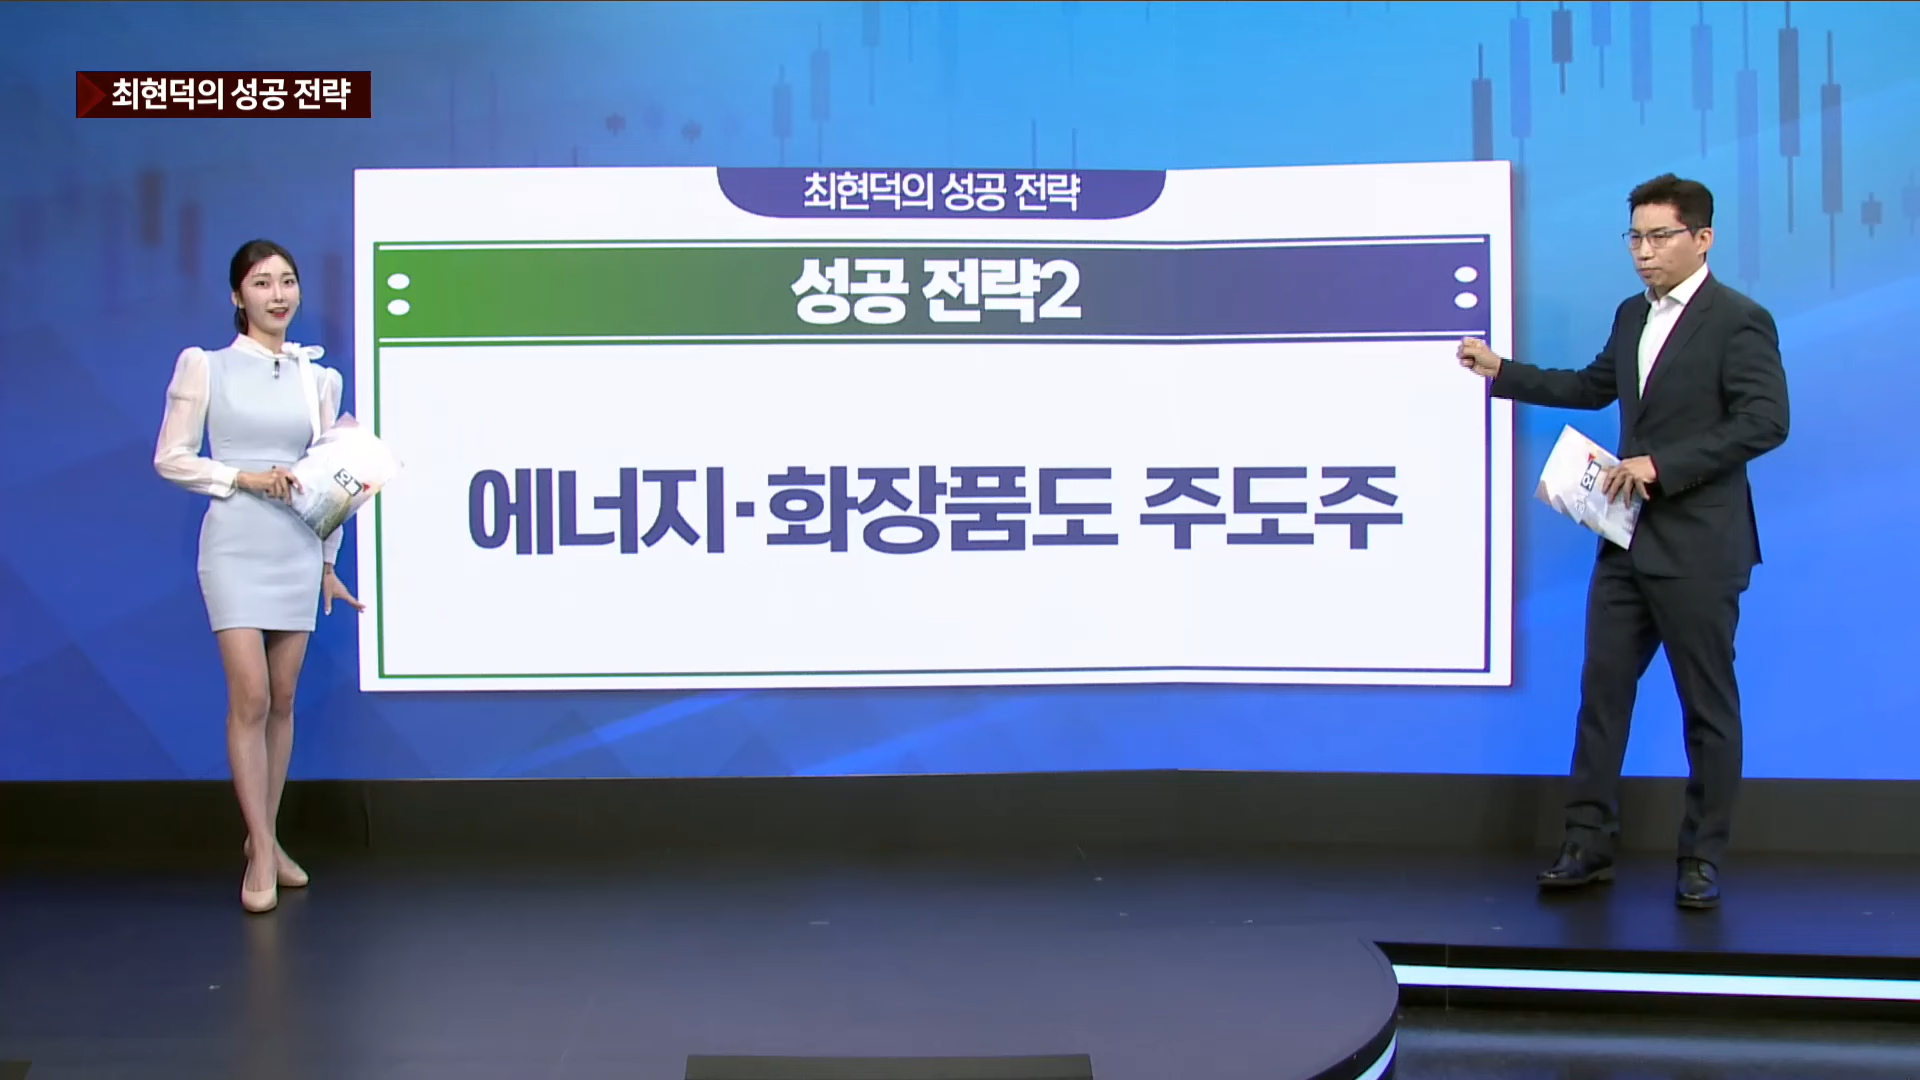 최현덕의 성공 전략
최현덕의 성공 전략
성공 전략2
에너지·화장품도 주도주